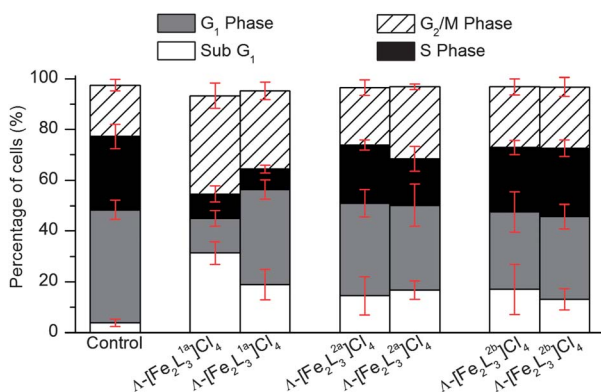 G₁ Phase
G₂/M Phase
Sub G₁
S Phase
Percentage of cells (%)
100
80
60
40
20
0
Control
Λ-[Fe₂L₃¹ᵃ]Cl₄
Λ-[Fe₂L₃¹ᵃ]Cl₄
Λ-[Fe₂L₃²ᵃ]Cl₄
Λ-[Fe₂L₃²ᵃ]Cl₄
Λ-[Fe₂L₃²ᵇ]Cl₄
Λ-[Fe₂L₃²ᵇ]Cl₄